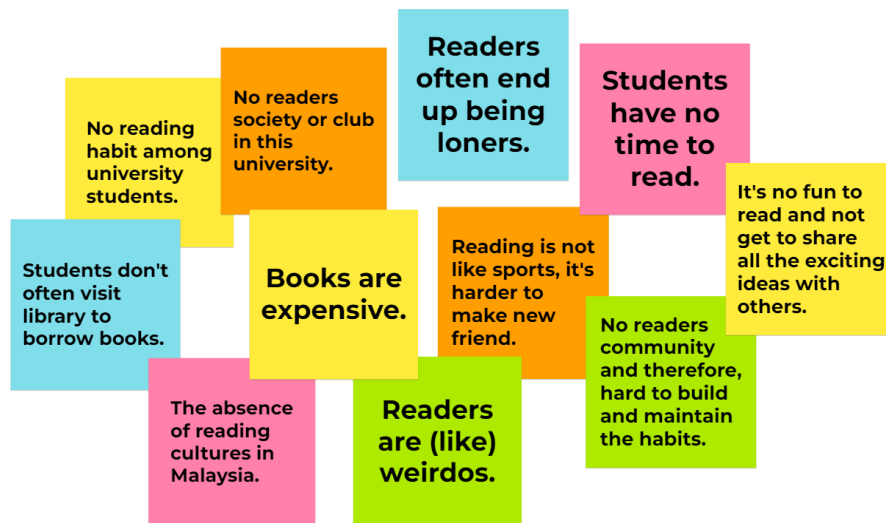 Readers
often end
up being
loners.
Students
have no
time to
read.
No readers
society or club
in this
university.
No reading
habit among
university
students.
It's no fun to
read and not
get to share
all the exciting
ideas with
others.
Students don't
often visit
library to
borrow books.
Books are
expensive.
Reading is not
like sports, it's
harder to
make new
friend.
No readers
community
and therefore,
hard to build
and maintain
the habits.
The absence
of reading
cultures in
Malaysia.
Readers
are (like)
weirdos.